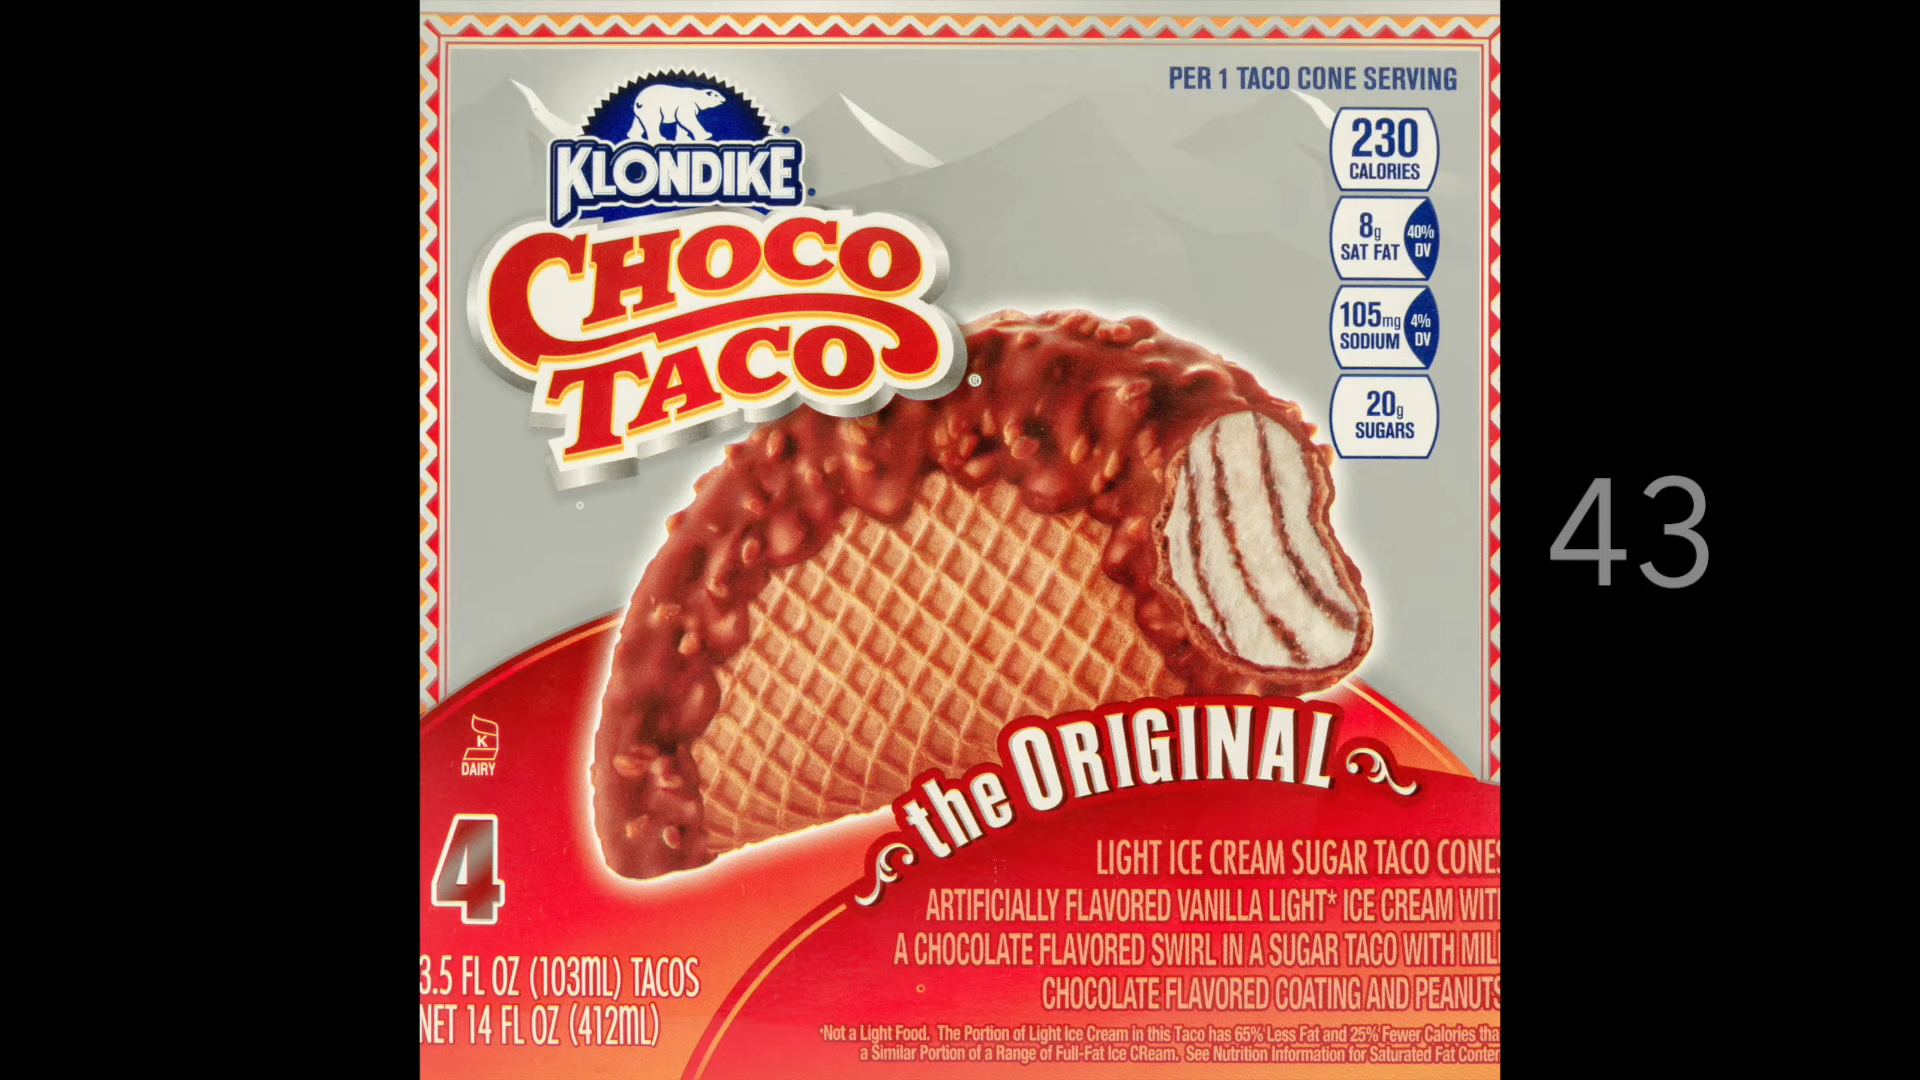 PER 1 TACO CONE SERVING
KLONDIKE
CHOCO
TACO
230
CALORIES
8g
SAT FAT
40%
DV
105mg
SODIUM
4%
DV
20g
SUGARS
43
K
DAIRY
4
3.5 FL OZ (103mL) TACOS
NET 14 FL OZ (412mL)
the ORIGINAL
LIGHT ICE CREAM SUGAR TACO CONES
ARTIFICIALLY FLAVORED VANILLA LIGHT* ICE CREAM WIT
A CHOCOLATE FLAVORED SWIRL IN A SUGAR TACO WITH MIL
CHOCOLATE FLAVORED COATING AND PEANUTS
*Not a Light Food. The Portion of Light Ice Cream in this Taco has 65% Less Fat and 25% Fewer Calories tha
a Similar Portion of a Range of Full-Fat Ice CReam. See Nutrition Information for Saturated Fat Conten